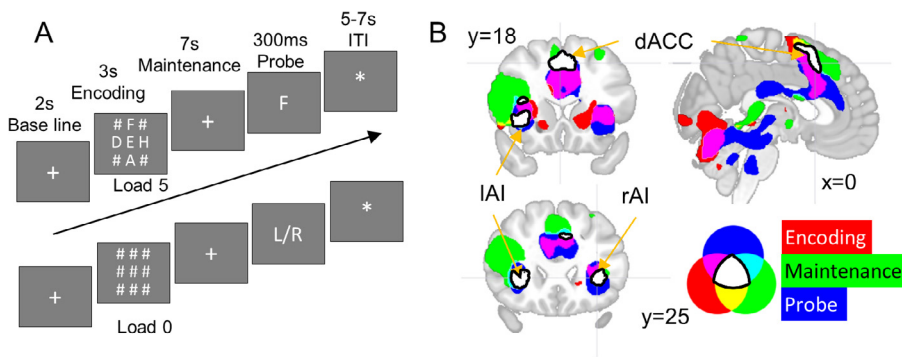 A
2s
Base line
3s
Encoding
7s
Maintenance
300ms
Probe
5-7s
ITI
+
# F #
D E H
# A #
+
F
*
Load 5
+
# # #
# # #
# # #
+
L/R
*
Load 0
B
y=18
dACC
x=0
lAI
rAI
y=25
Encoding
Maintenance
Probe